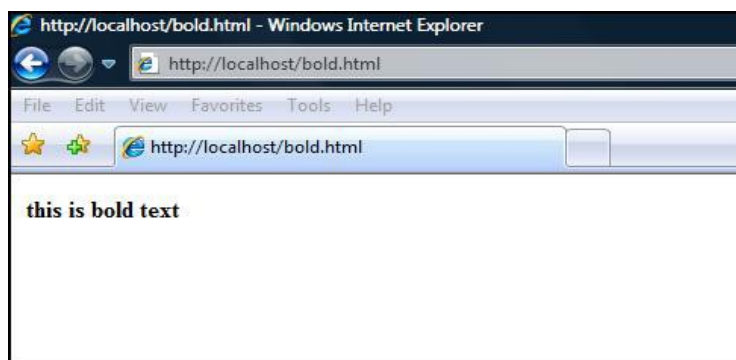 http://localhost/bold.html - Windows Internet Explorer
http://localhost/bold.html
File Edit View Favorites Tools Help
http://localhost/bold.html
this is bold text